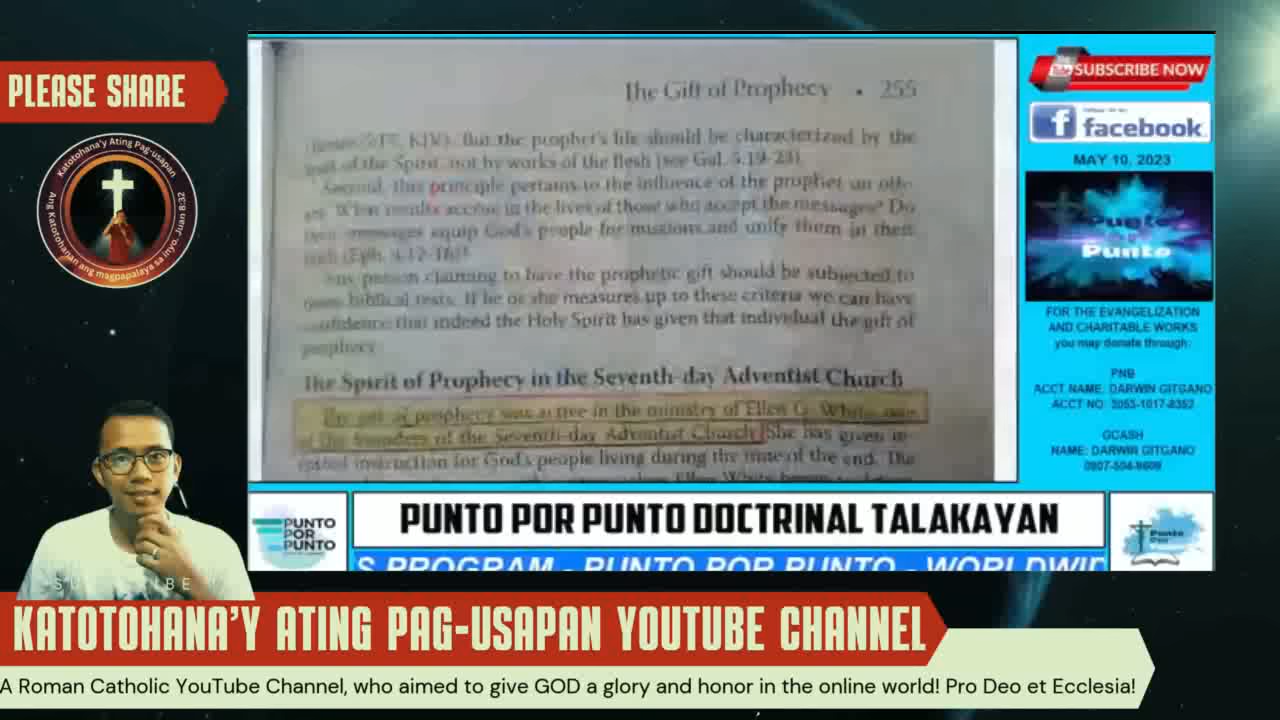 PLEASE SHARE
Katotohana'y Ating Pag-usapan
Ang Katotohanan ang magpapalaya sa inyo. Juan 8:32
The Gift of Prophecy • 255
KJV). But the prophet's life should be characterized by the
of the Spirit, not by works of the flesh (see Gal. 5:19-23).
Second, this principle pertains to the influence of the prophet on oth-
What results accrue in the lives of those who accept the messages? Do
messages equip God's people for missions and unify them in their
(Eph. 4:12-16)?
Any person claiming to have the prophetic gift should be subjected to
biblical tests. If he or she measures up to these criteria we can have
confidence that indeed the Holy Spirit has given that individual the gift of
prophecy.
The Spirit of Prophecy in the Seventh-day Adventist Church
The gift of prophecy was active in the ministry of Ellen G. White, one
of the founders of the Seventh-day Adventist Church. She has given in-
instruction for God's people living during the time of the end. The
Ellen White began
SUBSCRIBE NOW
facebook
MAY 10, 2023
Punto
Punto
FOR THE EVANGELIZATION
AND CHARITABLE WORKS
you may donate through:
PNB
ACCT NAME: DARWIN GITGANO
GCASH
NAME: DARWIN GITGANO
PUNTO
POR
PUNTO
PUNTO POR PUNTO DOCTRINAL TALAKAYAN
S PROGRAM - PUNTO POR PUNTO - WORLDWID
Punto
SUBSCRIBE
KATOTOHANA'Y ATING PAG-USAPAN YOUTUBE CHANNEL
A Roman Catholic YouTube Channel, who aimed to give GOD a glory and honor in the online world! Pro Deo et Ecclesia!